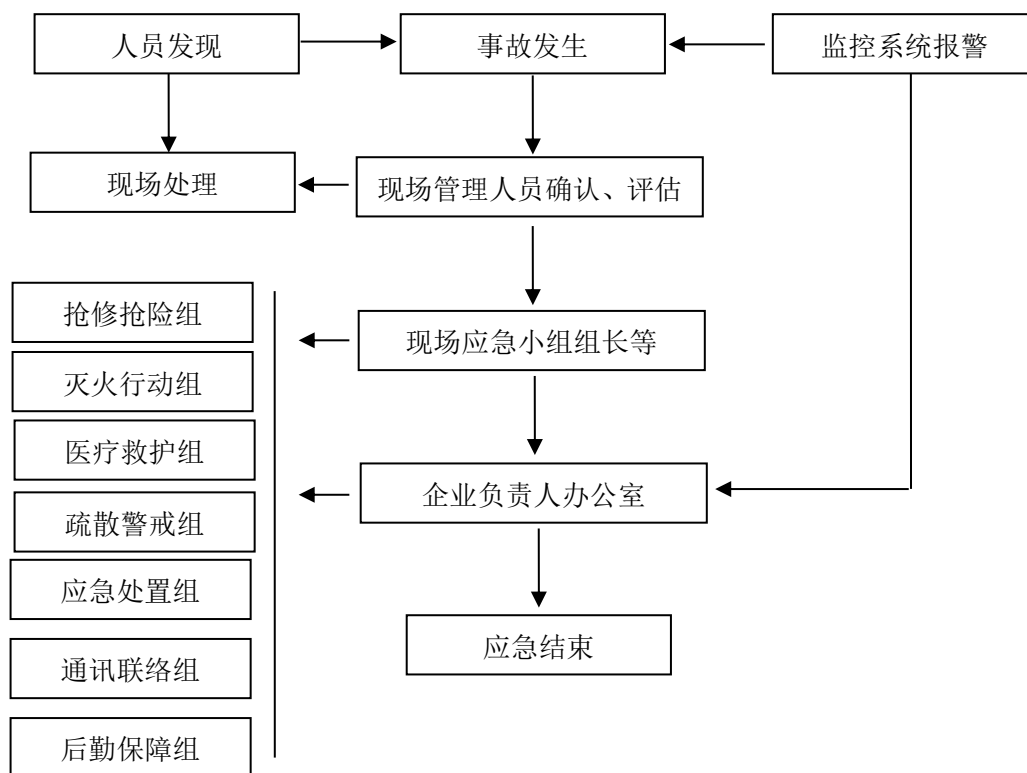 人员发现
事故发生
监控系统报警
现场处理
现场管理人员确认、评估
抢修抢险组
现场应急小组组长等
灭火行动组
医疗救护组
企业负责人办公室
疏散警戒组
应急处置组
应急结束
通讯联络组
后勤保障组